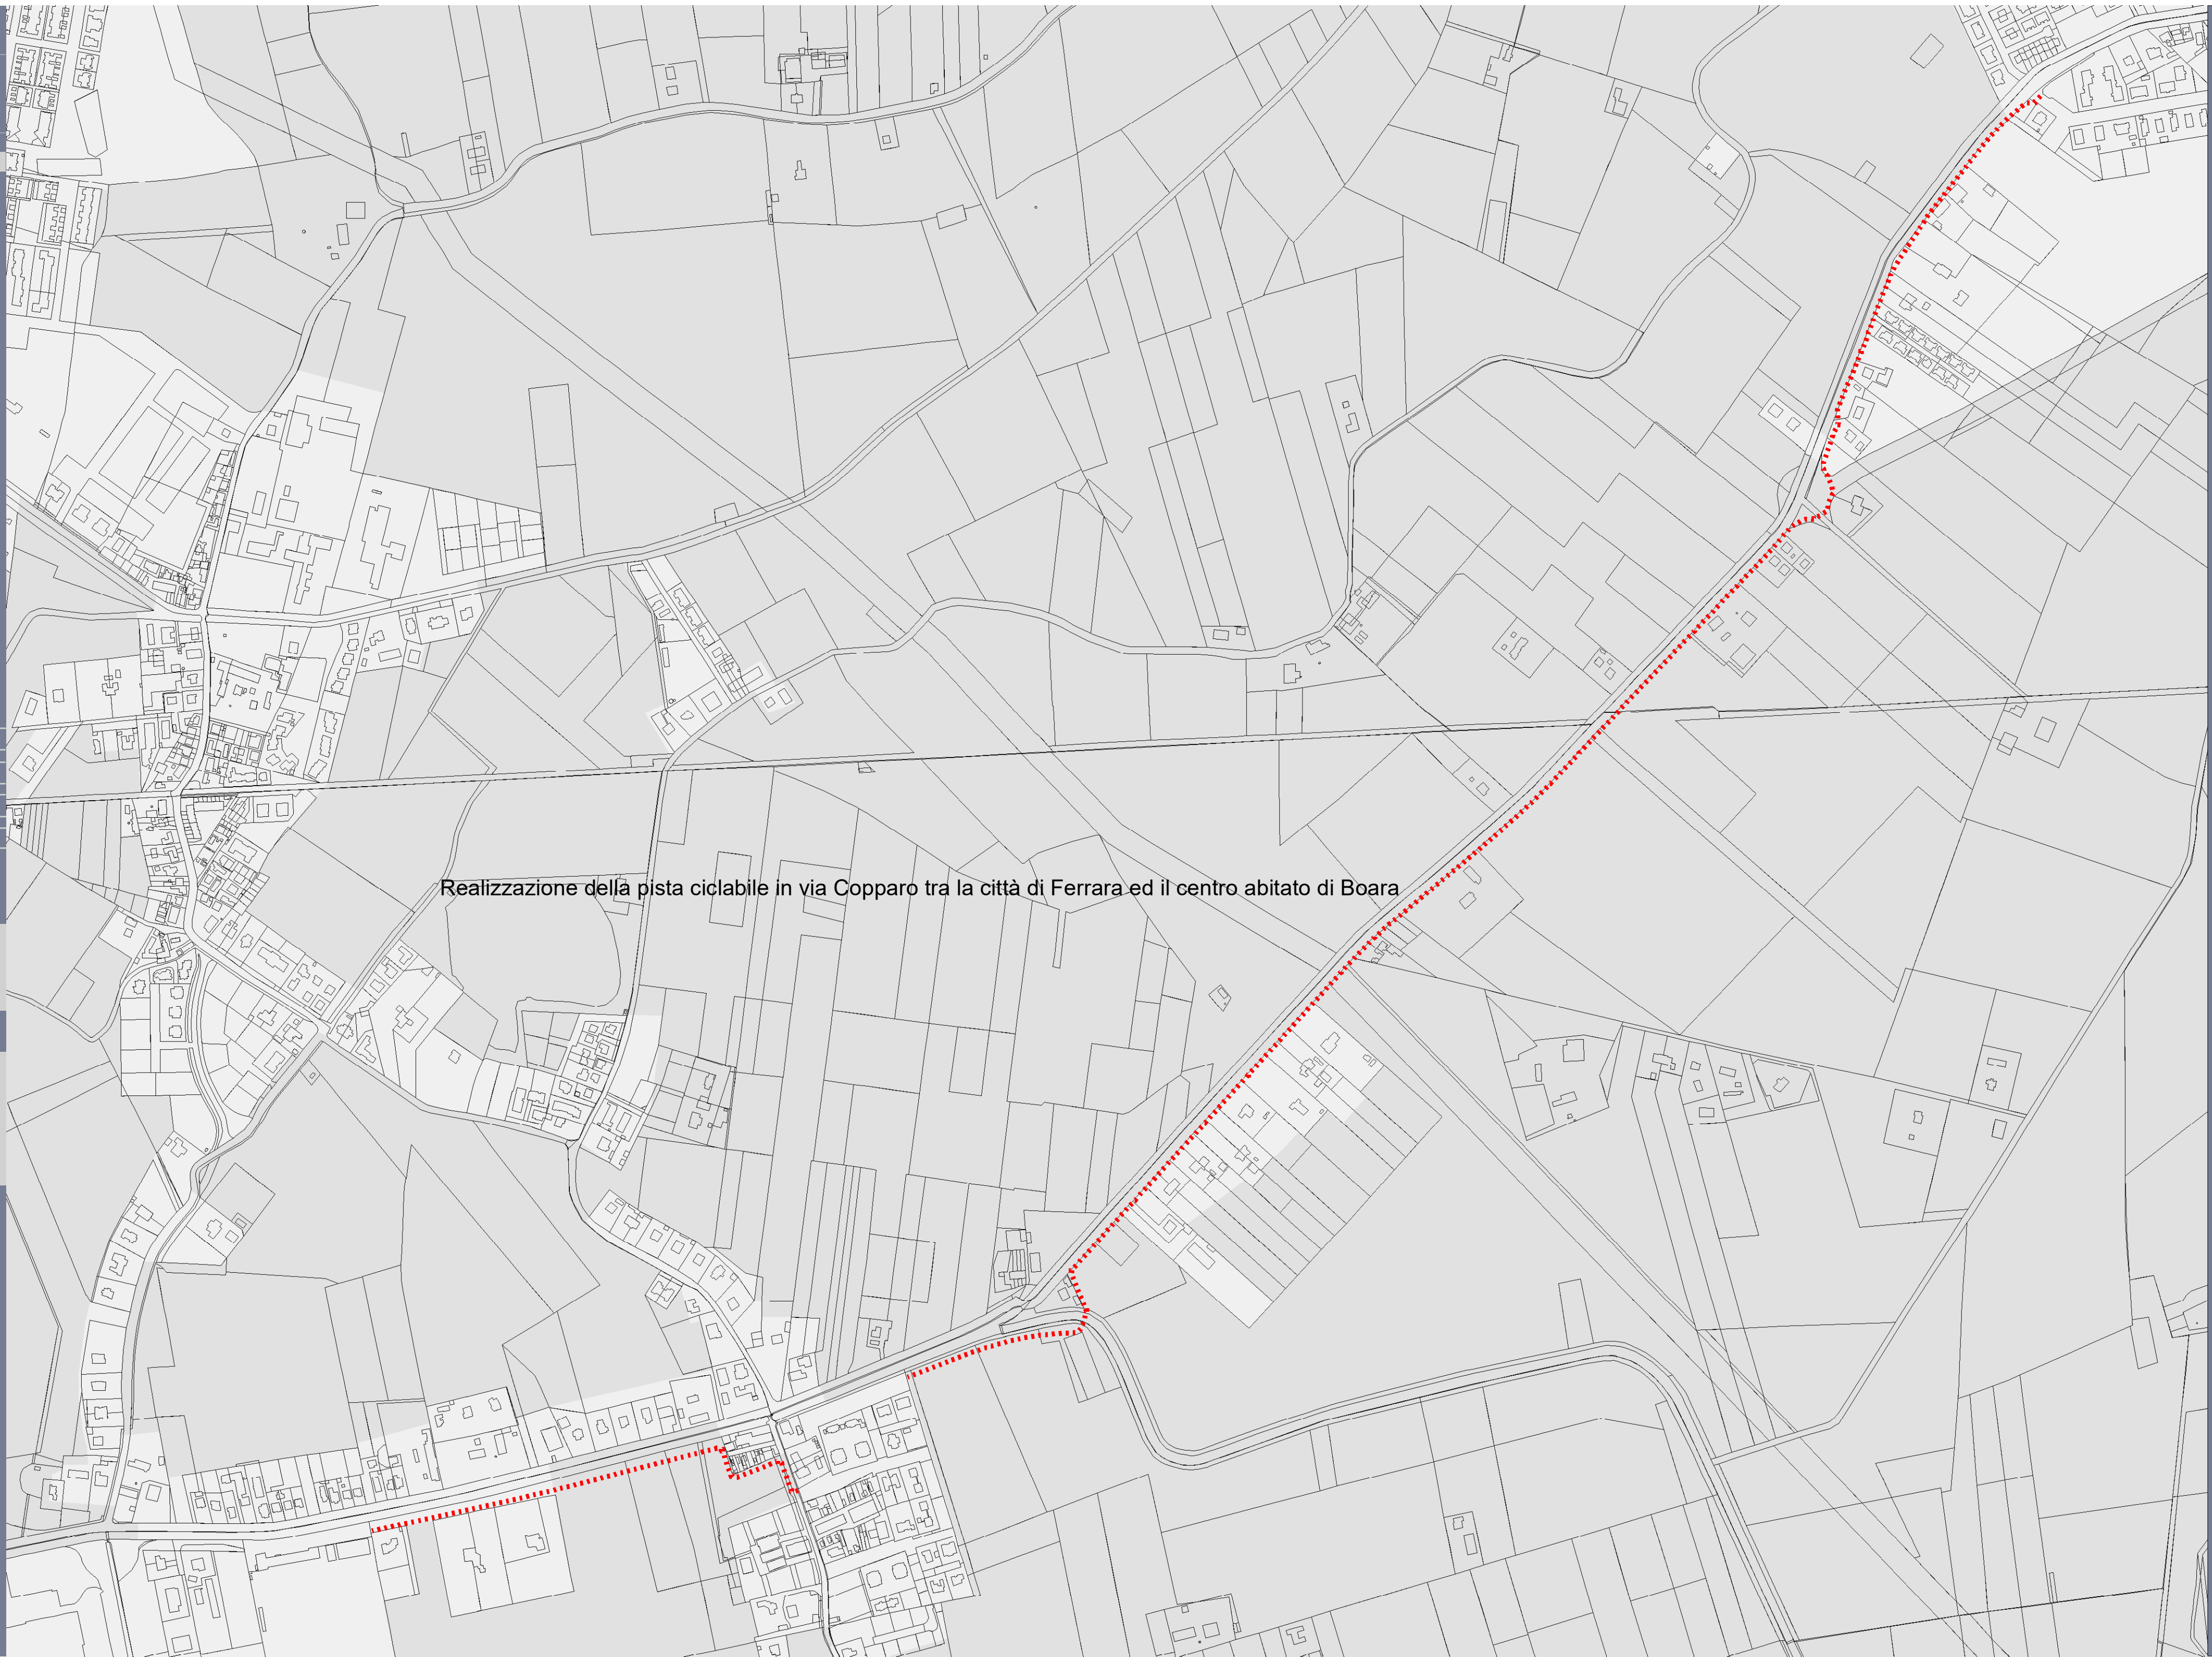 Realizzazione della pista ciclabile in via Copparo tra la città di Ferrara ed il centro abitato di Boara